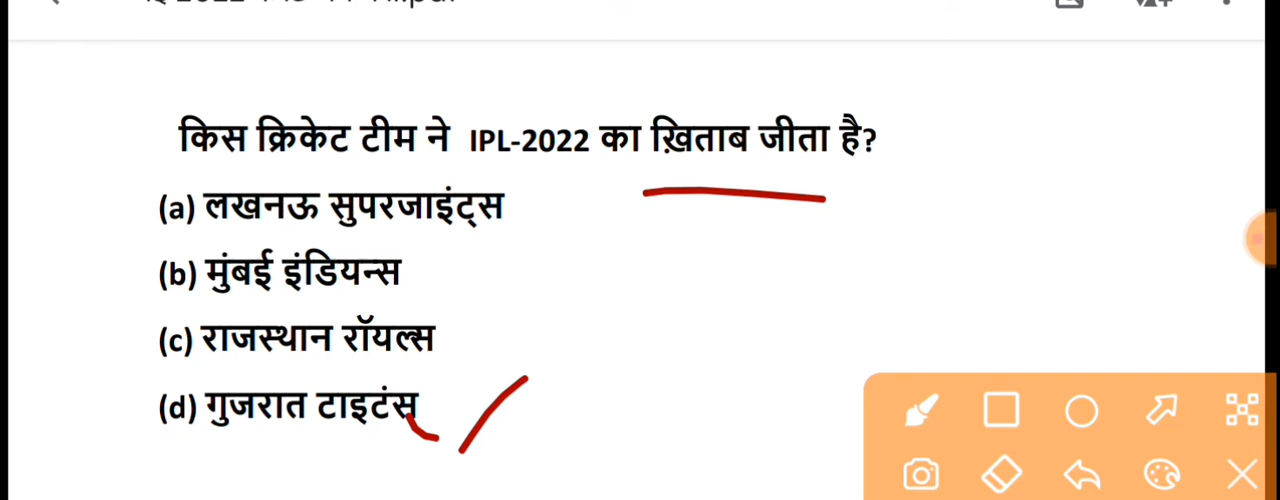 किस क्रिकेट टीम ने IPL-2022 का ख़िताब जीता है?
(a) लखनऊ सुपरजाइंट्स
(b) मुंबई इंडियन्स
(c) राजस्थान रॉयल्स
(d) गुजरात टाइटंस